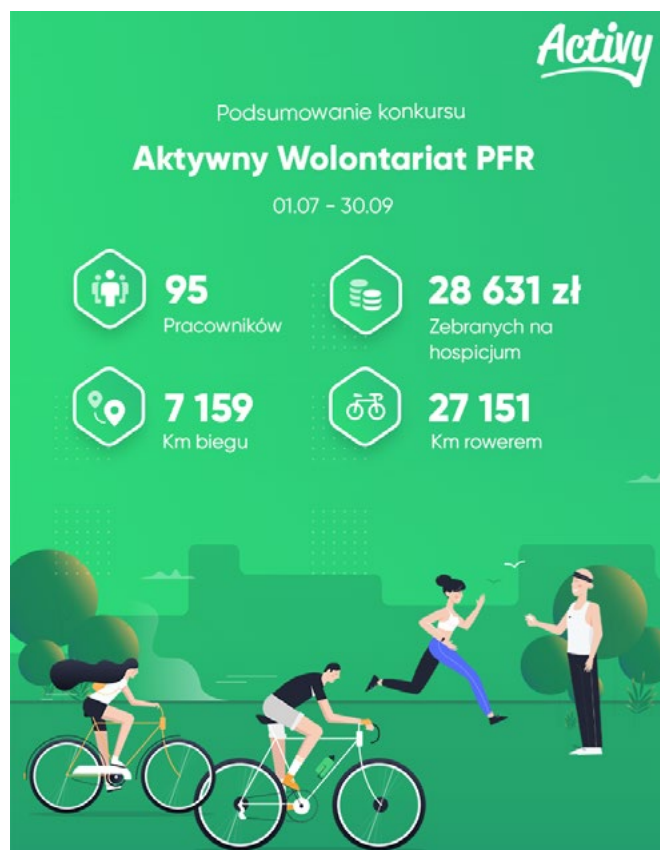 Activy
Podsumowanie konkursu
Aktywny Wolontariat PFR
01.07 - 30.09
95
Pracowników
28 631 zł
Zebranych na
hospicjum
7 159
Km biegu
27 151
Km rowerem